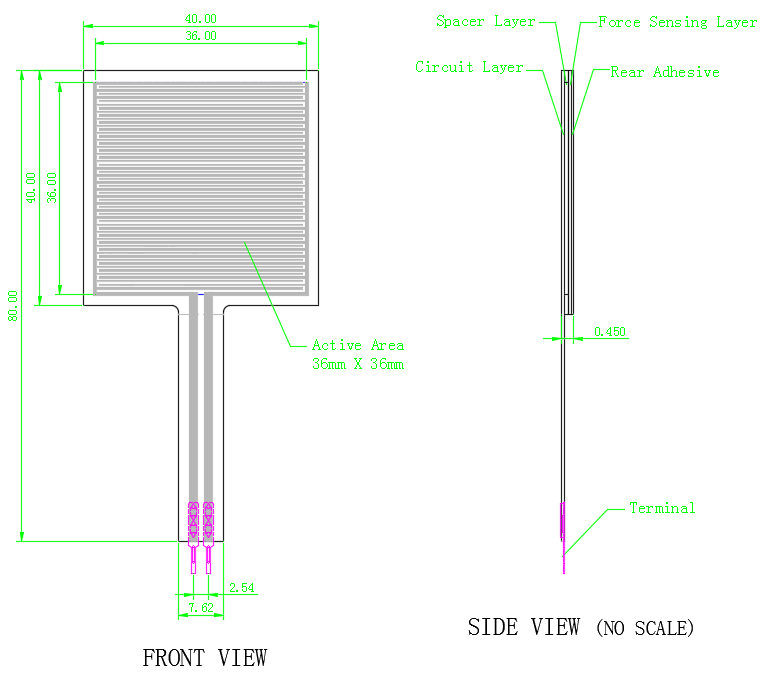 40.00
36.00
40.00
36.00
80.00
Active Area
36mm X 36mm
2.54
7.62
FRONT VIEW
Spacer Layer
Force Sensing Layer
Circuit Layer
Rear Adhesive
0.450
Terminal
SIDE VIEW (NO SCALE)